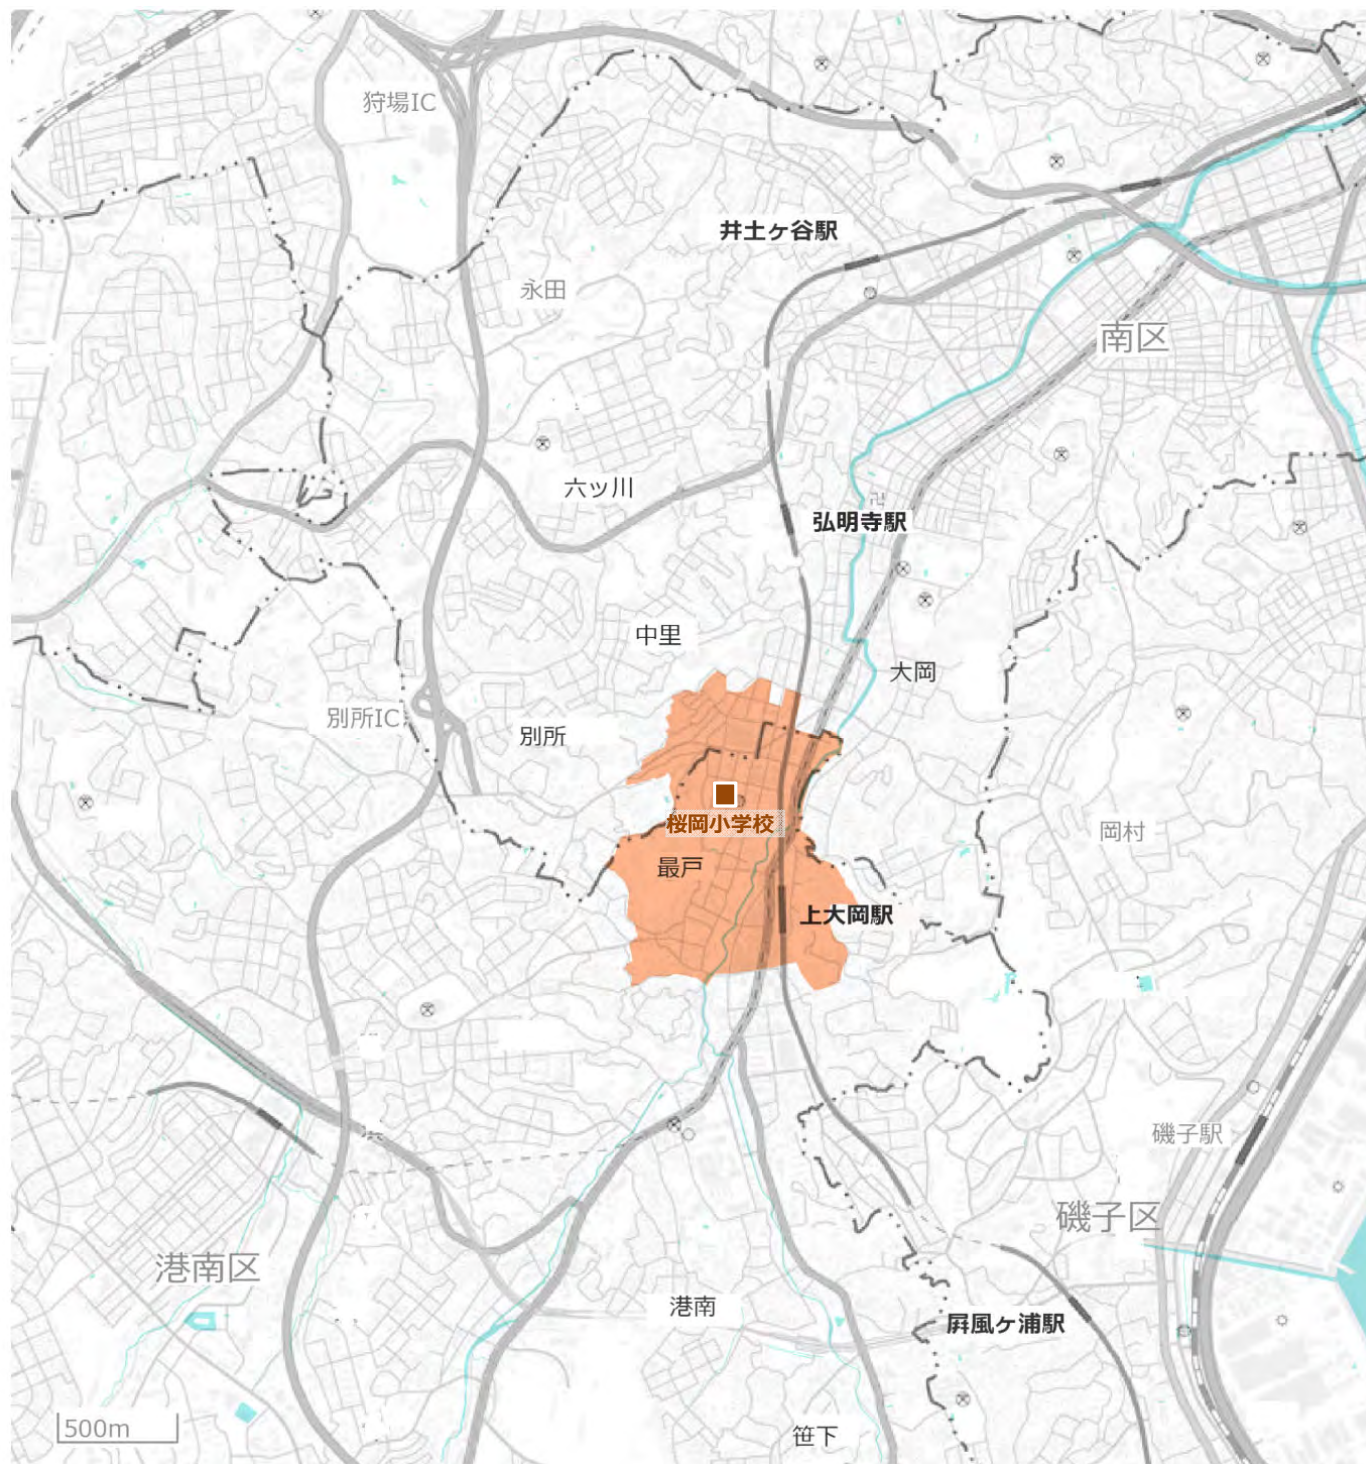 狩場IC
井土ヶ谷駅
永田
南区
六ッ川
弘明寺駅
中里
大岡
別所IC
別所
桜岡小学校
岡村
最戸
上大岡駅
磯子駅
磯子区
港南区
港南
屛風ヶ浦駅
500m
笹下